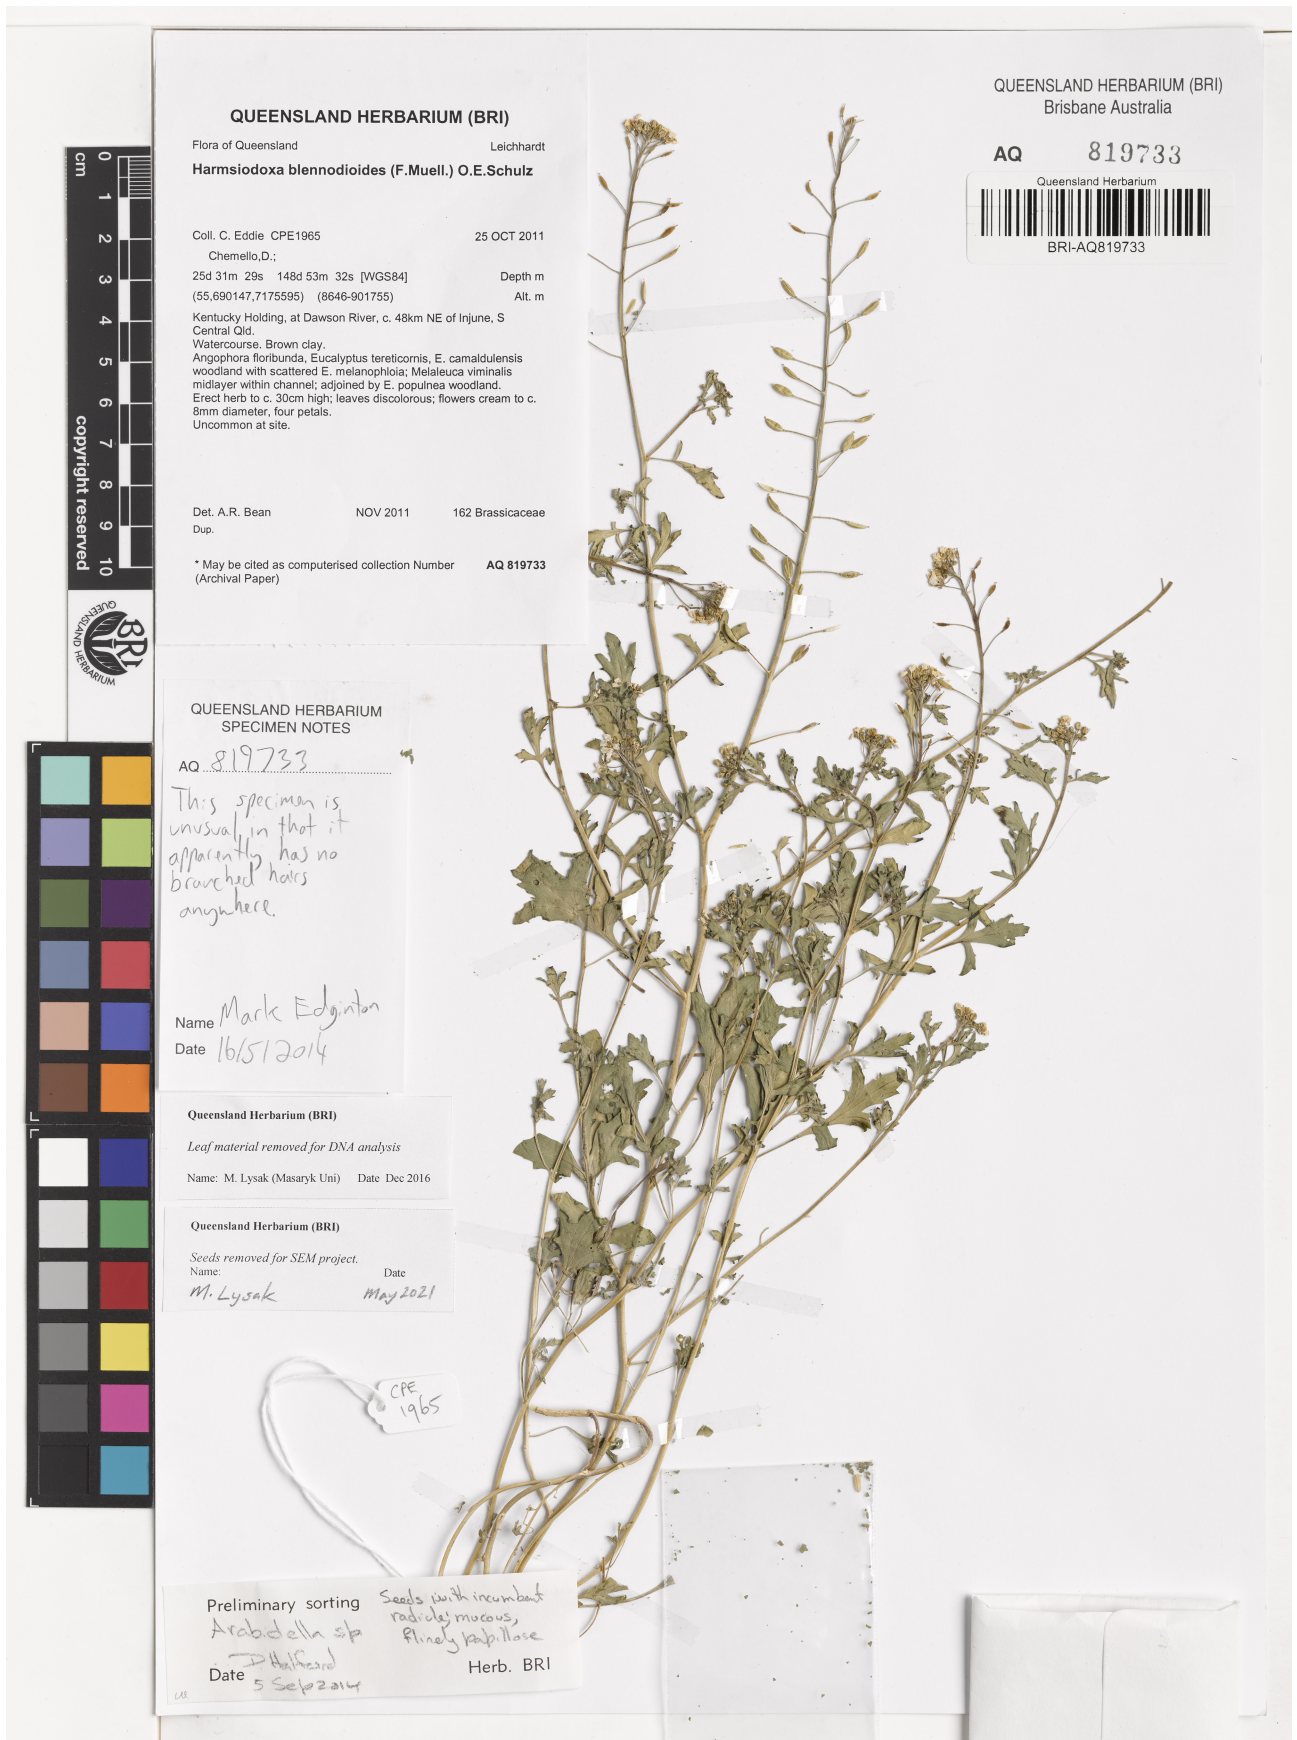 QUEENSLAND HERBARIUM (BRI)
Flora of Queensland Leichhardt
Harmsiodoxa blennodioides (F.Muell.) O.E.Schulz
Coll. C. Eddie CPE1965 25 OCT 2011
Chemello,D.;
25d 31m 29s 148d 53m 32s [WGS84] Depth m
(55,690147,7175595) (8646-901755) Alt. m
Kentucky Holding, at Dawson River, c. 48km NE of Injune, S
Central Qld.
Watercourse. Brown clay.
Angophora floribunda, Eucalyptus tereticornis, E. camaldulensis
woodland with scattered E. melanophloia; Melaleuca viminalis
midlayer within channel; adjoined by E. populnea woodland.
Erect herb to c. 30cm high; leaves discolorous; flowers cream to c.
8mm diameter, four petals.
Uncommon at site.
Det. A.R. Bean NOV 2011 162 Brassicaceae
Dup.
* May be cited as computerised collection Number AQ 819733
(Archival Paper)
QUEENSLAND HERBARIUM (BRI)
Brisbane Australia
AQ 819733
Queensland Herbarium
BRI-AQ819733
cm
0
1
2
3
4
5
6
7
8
9
10
copyright reserved
BRI
QUEENSLAND HERBARIUM
QUEENSLAND HERBARIUM
SPECIMEN NOTES
AQ 819733
This specimen is
unusual in that it
apparently has no
branched hairs
anywhere.
Name Mark Edginton
Date 16/5/2014
Queensland Herbarium (BRI)
Leaf material removed for DNA analysis
Name: M. Lysak (Masaryk Uni) Date Dec 2016
Queensland Herbarium (BRI)
Seeds removed for SEM project.
Name: Date
M. Lysak May 2021
CPE
1965
Preliminary sorting
Arabidella sp
D. Halford
Date 5 Sep 2014
Seeds with incumbent
radicle; mucous,
finely papillose
Herb. BRI